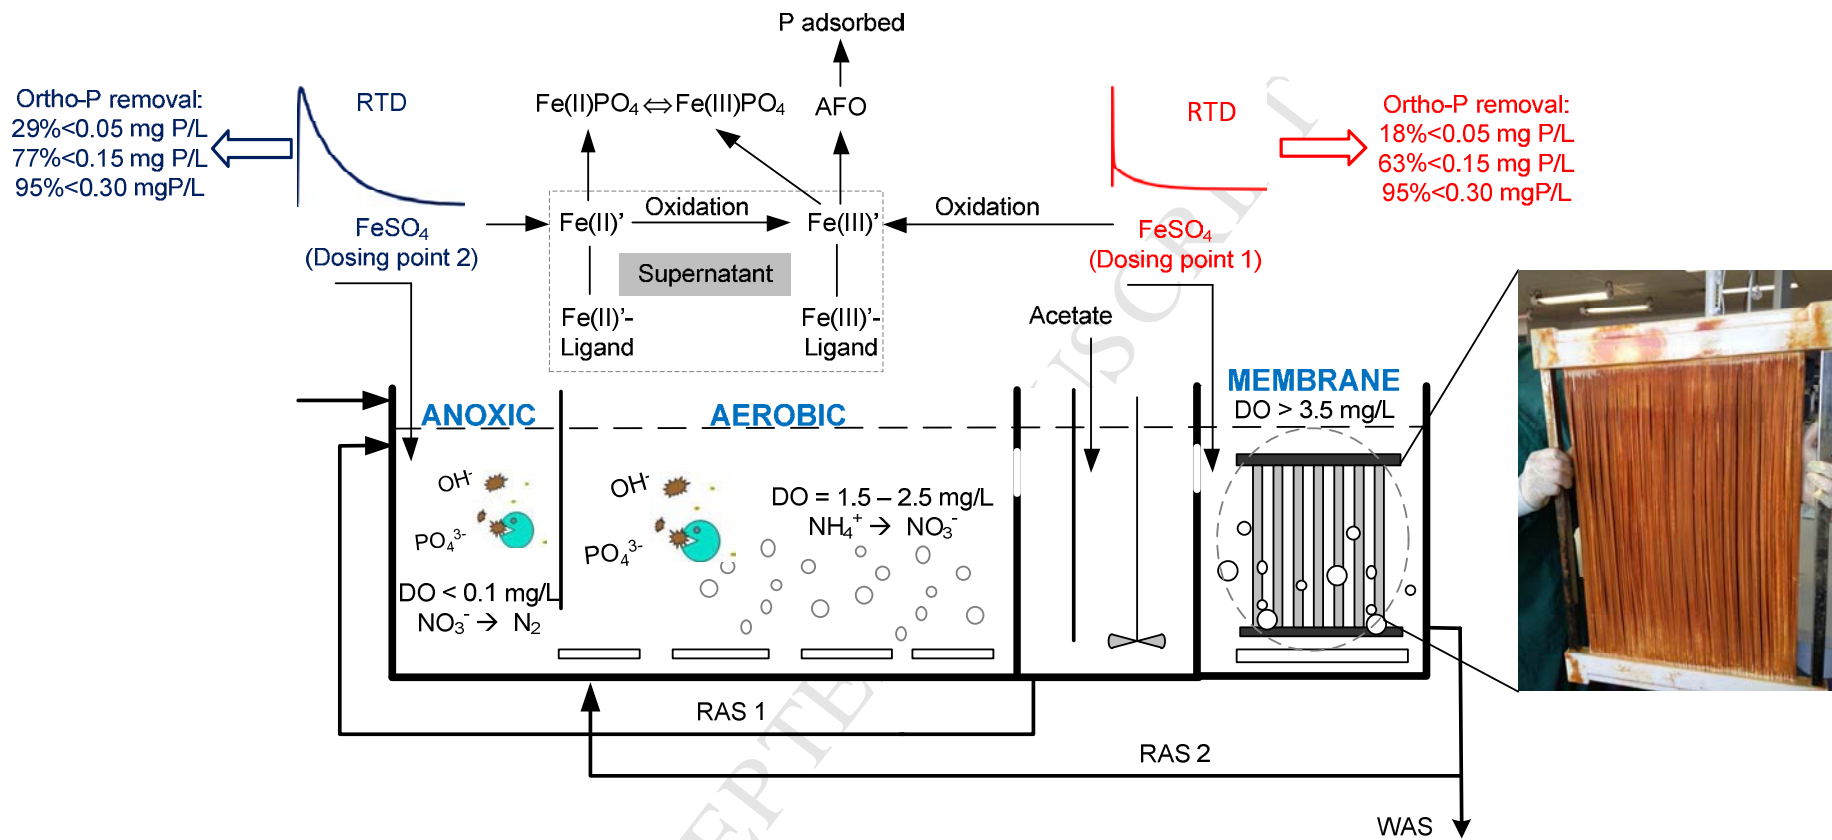 P adsorbed
Ortho-P removal:
29%<0.05 mg P/L
77%<0.15 mg P/L
95%<0.30 mgP/L
RTD
Fe(II)PO₄⇔Fe(III)PO₄
AFO
RTD
Ortho-P removal:
18%<0.05 mg P/L
63%<0.15 mg P/L
95%<0.30 mgP/L
FeSO₄
(Dosing point 2)
Fe(II)'
Oxidation
Fe(III)'
Oxidation
FeSO₄
(Dosing point 1)
Supernatant
Fe(II)'-
Ligand
Fe(III)'-
Ligand
Acetate
ANOXIC
AEROBIC
MEMBRANE
DO > 3.5 mg/L
OH⁻
PO₄³⁻
DO < 0.1 mg/L
NO₃⁻ → N₂
OH⁻
PO₄³⁻
DO = 1.5 – 2.5 mg/L
NH₄⁺ → NO₃⁻
RAS 1
RAS 2
WAS